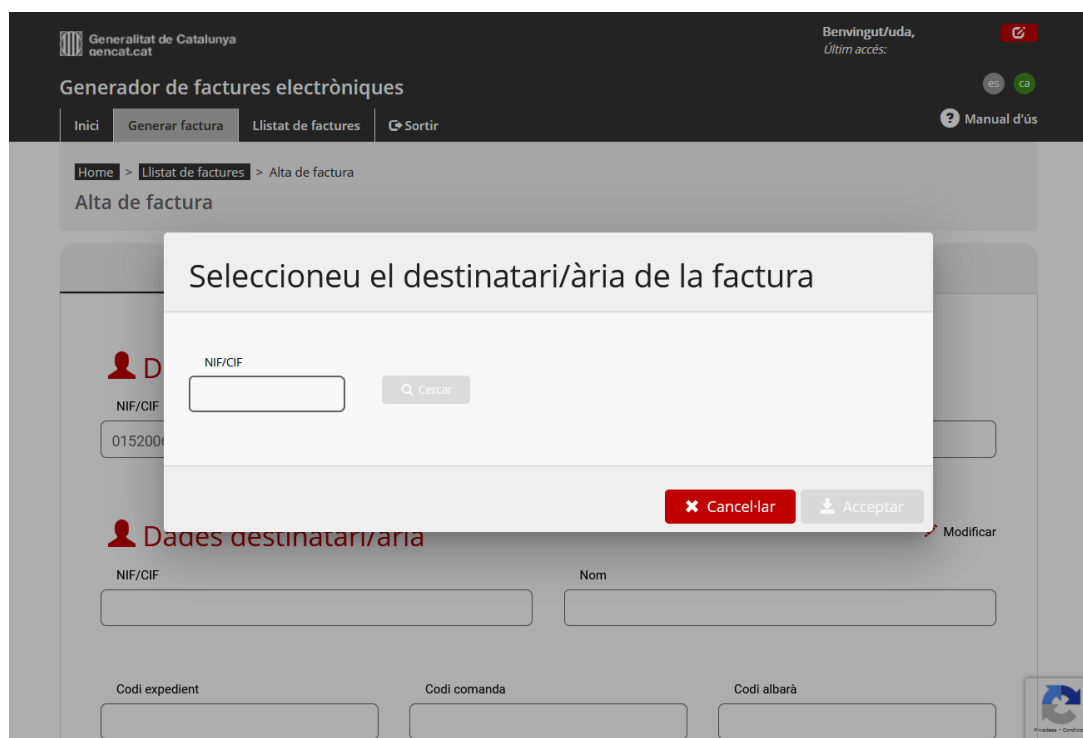 Generalitat de Catalunya
gencat.cat
Benvingut/uda,
Últim accés:
Generador de factures electròniques
es ca
Inici Generar factura Llistat de factures Sortir
? Manual d'ús
Home > Llistat de factures > Alta de factura
Alta de factura
Seleccioneu el destinatari/ària de la factura
NIF/CIF
Cercar
Cancel·lar Acceptar
D
NIF/CIF
015200
Dades destinatari/ària
Modificar
NIF/CIF Nom
Codi expedient Codi comanda Codi albarà